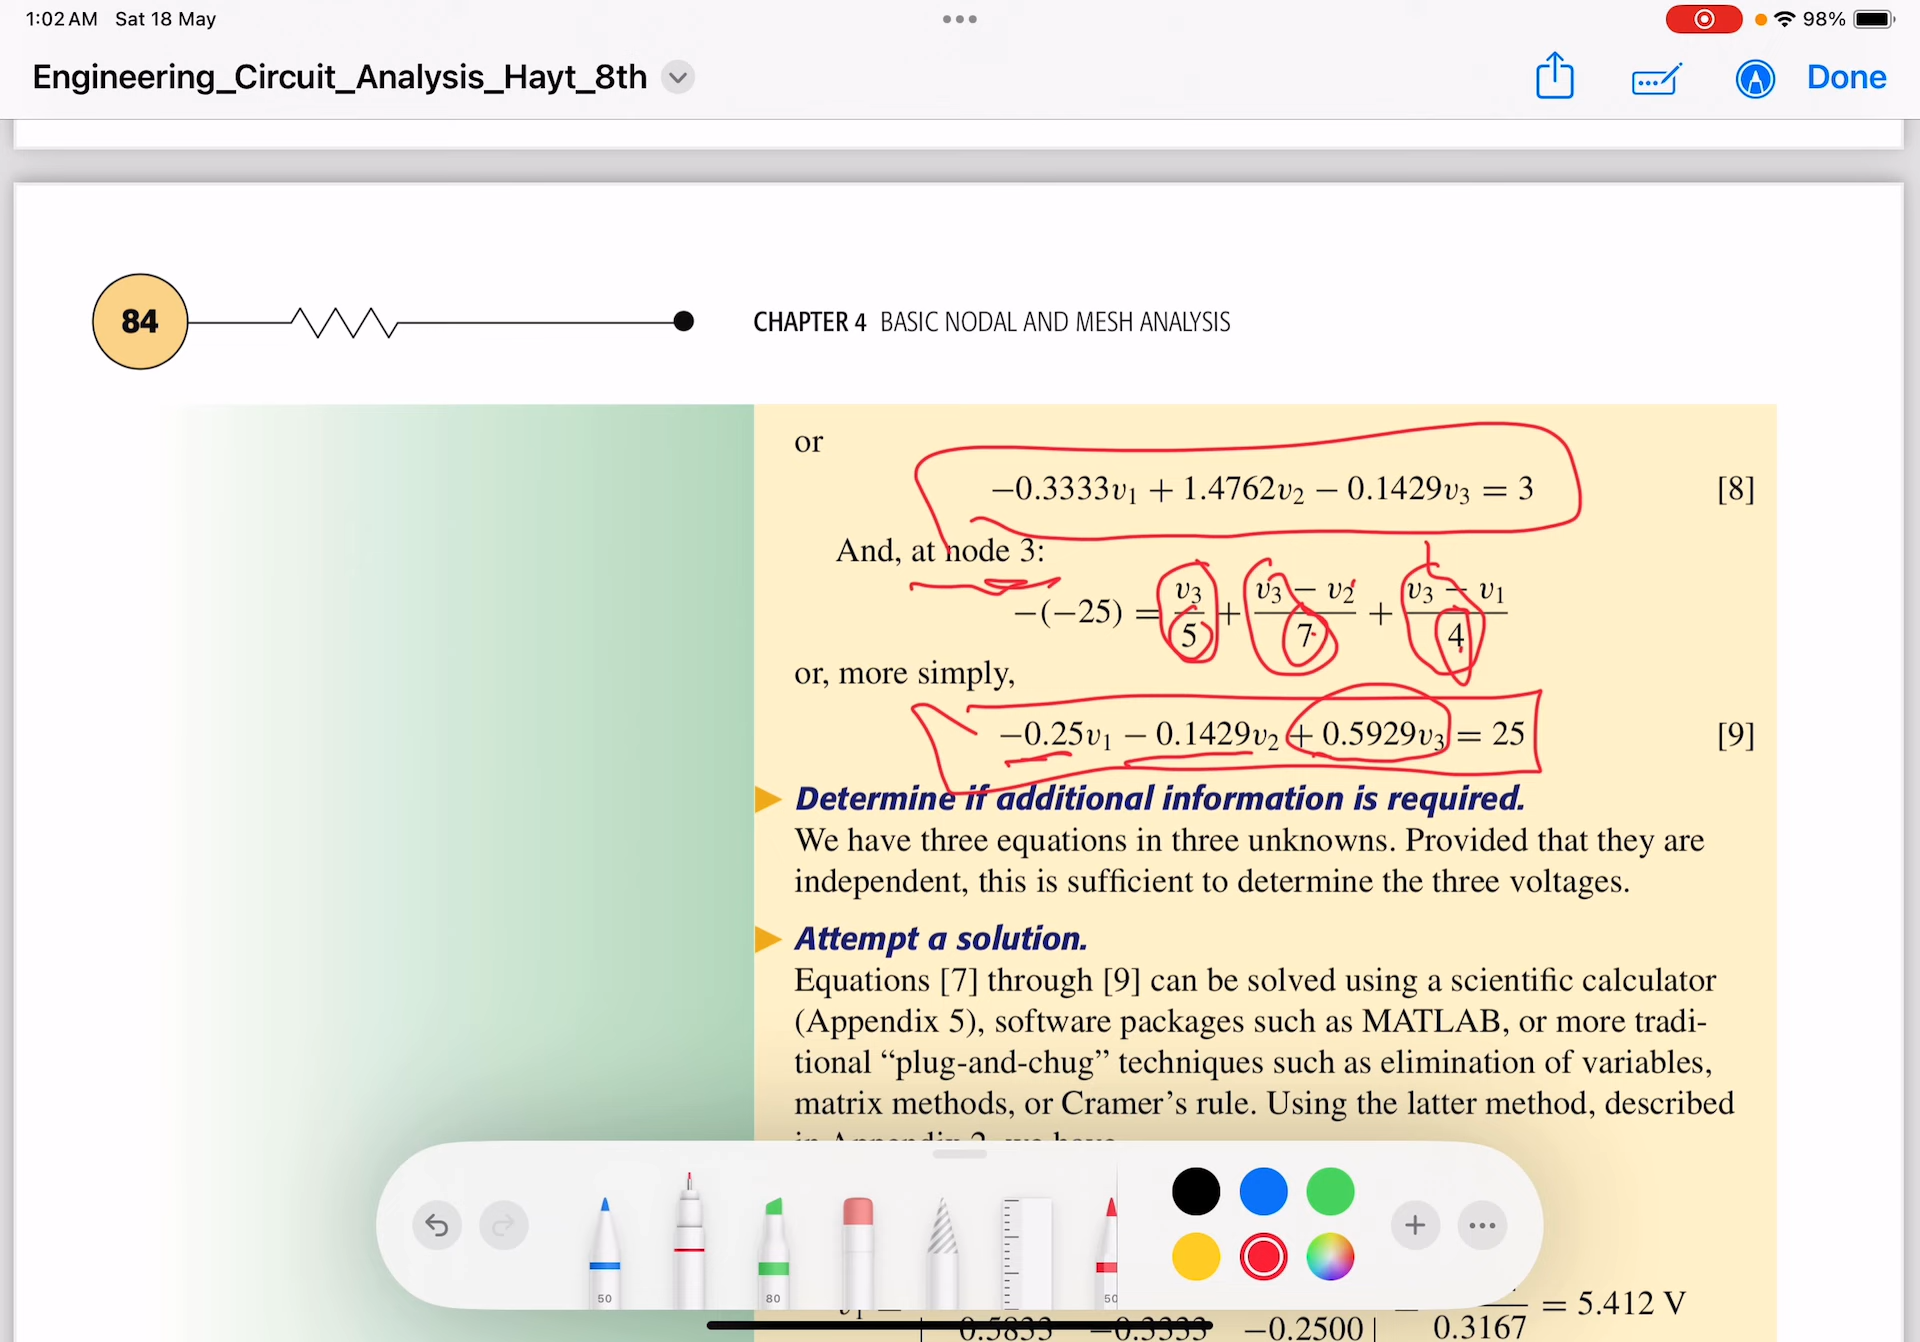 1:02 AM Sat 18 May
98%
Engineering_Circuit_Analysis_Hayt_8th
Done
84
CHAPTER 4 BASIC NODAL AND MESH ANALYSIS
or
−0.3333v₁ + 1.4762v₂ − 0.1429v₃ = 3 [8]
And, at node 3:
−(−25) = v₃/5 + (v₃ − v₂)/7 + (v₃ − v₁)/4
or, more simply,
−0.25v₁ − 0.1429v₂ + 0.5929v₃ = 25 [9]
Determine if additional information is required.
We have three equations in three unknowns. Provided that they are
independent, this is sufficient to determine the three voltages.
Attempt a solution.
Equations [7] through [9] can be solved using a scientific calculator
(Appendix 5), software packages such as MATLAB, or more tradi-
tional “plug-and-chug” techniques such as elimination of variables,
matrix methods, or Cramer’s rule. Using the latter method, described
50
80
50
= 5.412 V
0.5833 −0.3333 −0.2500 0.3167